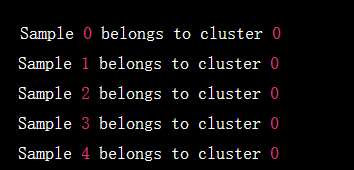 Sample 0 belongs to cluster 0
Sample 1 belongs to cluster 0
Sample 2 belongs to cluster 0
Sample 3 belongs to cluster 0
Sample 4 belongs to cluster 0